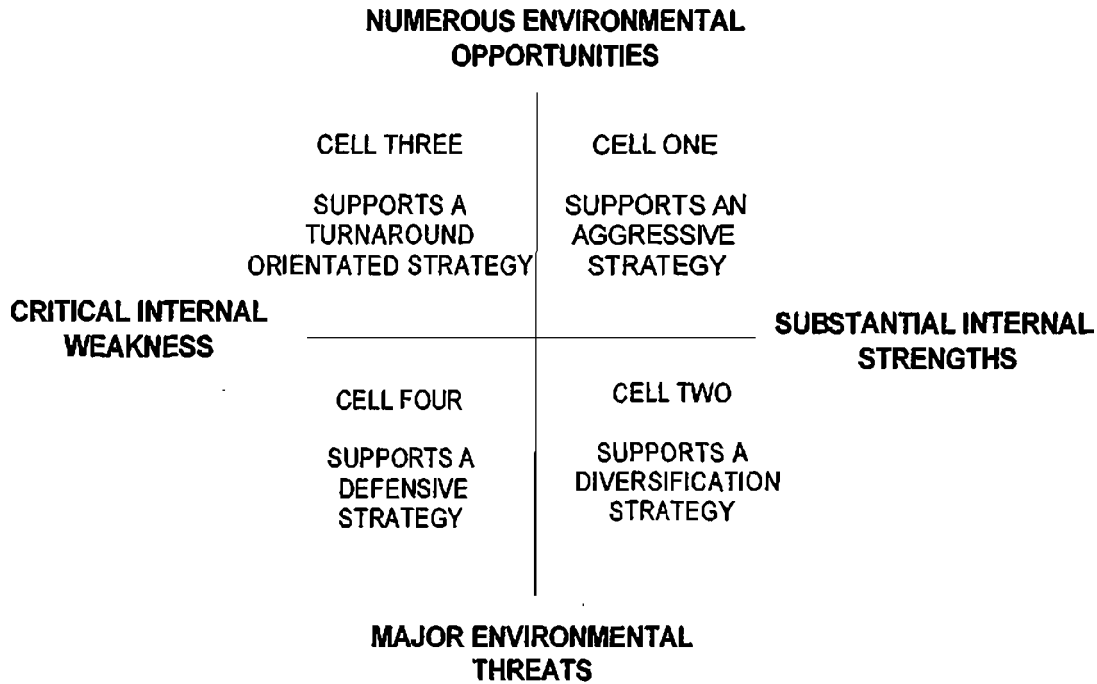 NUMEROUS ENVIRONMENTAL
OPPORTUNITIES
CELL THREE
SUPPORTS A
TURNAROUND
ORIENTATED STRATEGY
CELL ONE
SUPPORTS AN
AGGRESSIVE
STRATEGY
CRITICAL INTERNAL
WEAKNESS
SUBSTANTIAL INTERNAL
STRENGTHS
CELL FOUR
SUPPORTS A
DEFENSIVE
STRATEGY
CELL TWO
SUPPORTS A
DIVERSIFICATION
STRATEGY
MAJOR ENVIRONMENTAL
THREATS